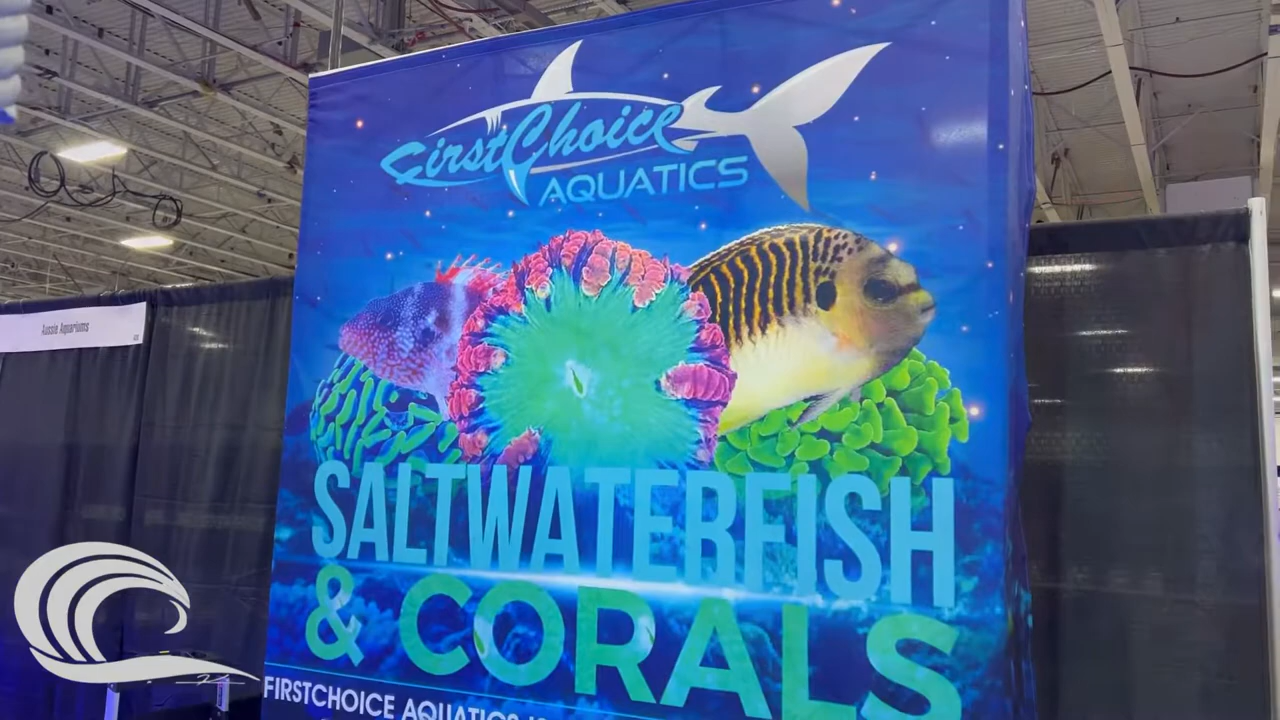 FirstChoice
AQUATICS
Aussie Aquariums
SALTWATERFISH
& CORALS
FIRSTCHOICE AQUATICS